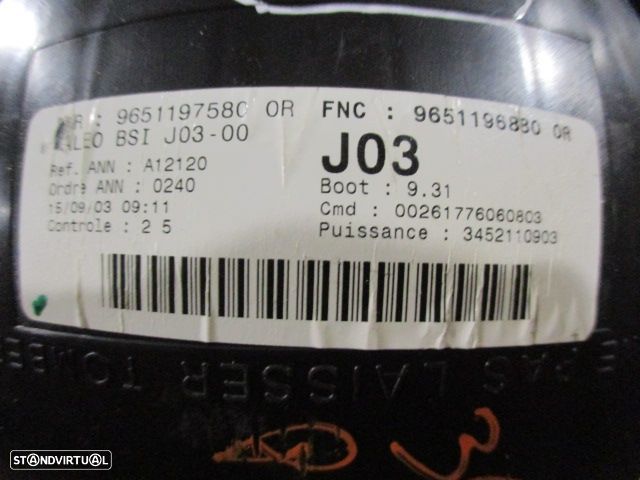 : 9651197580 OR
FNC : 9651196880 OR
BSI J03-00
J03
Ref. ANN : A12120
Boot : 9.31
Ordre ANN : 0240
Cmd : 00261776060803
15/09/03 09:11
Puissance : 3452110903
Controle : 2 5
PAS LAISSER TOMBE
3
STANDVIRTUAL